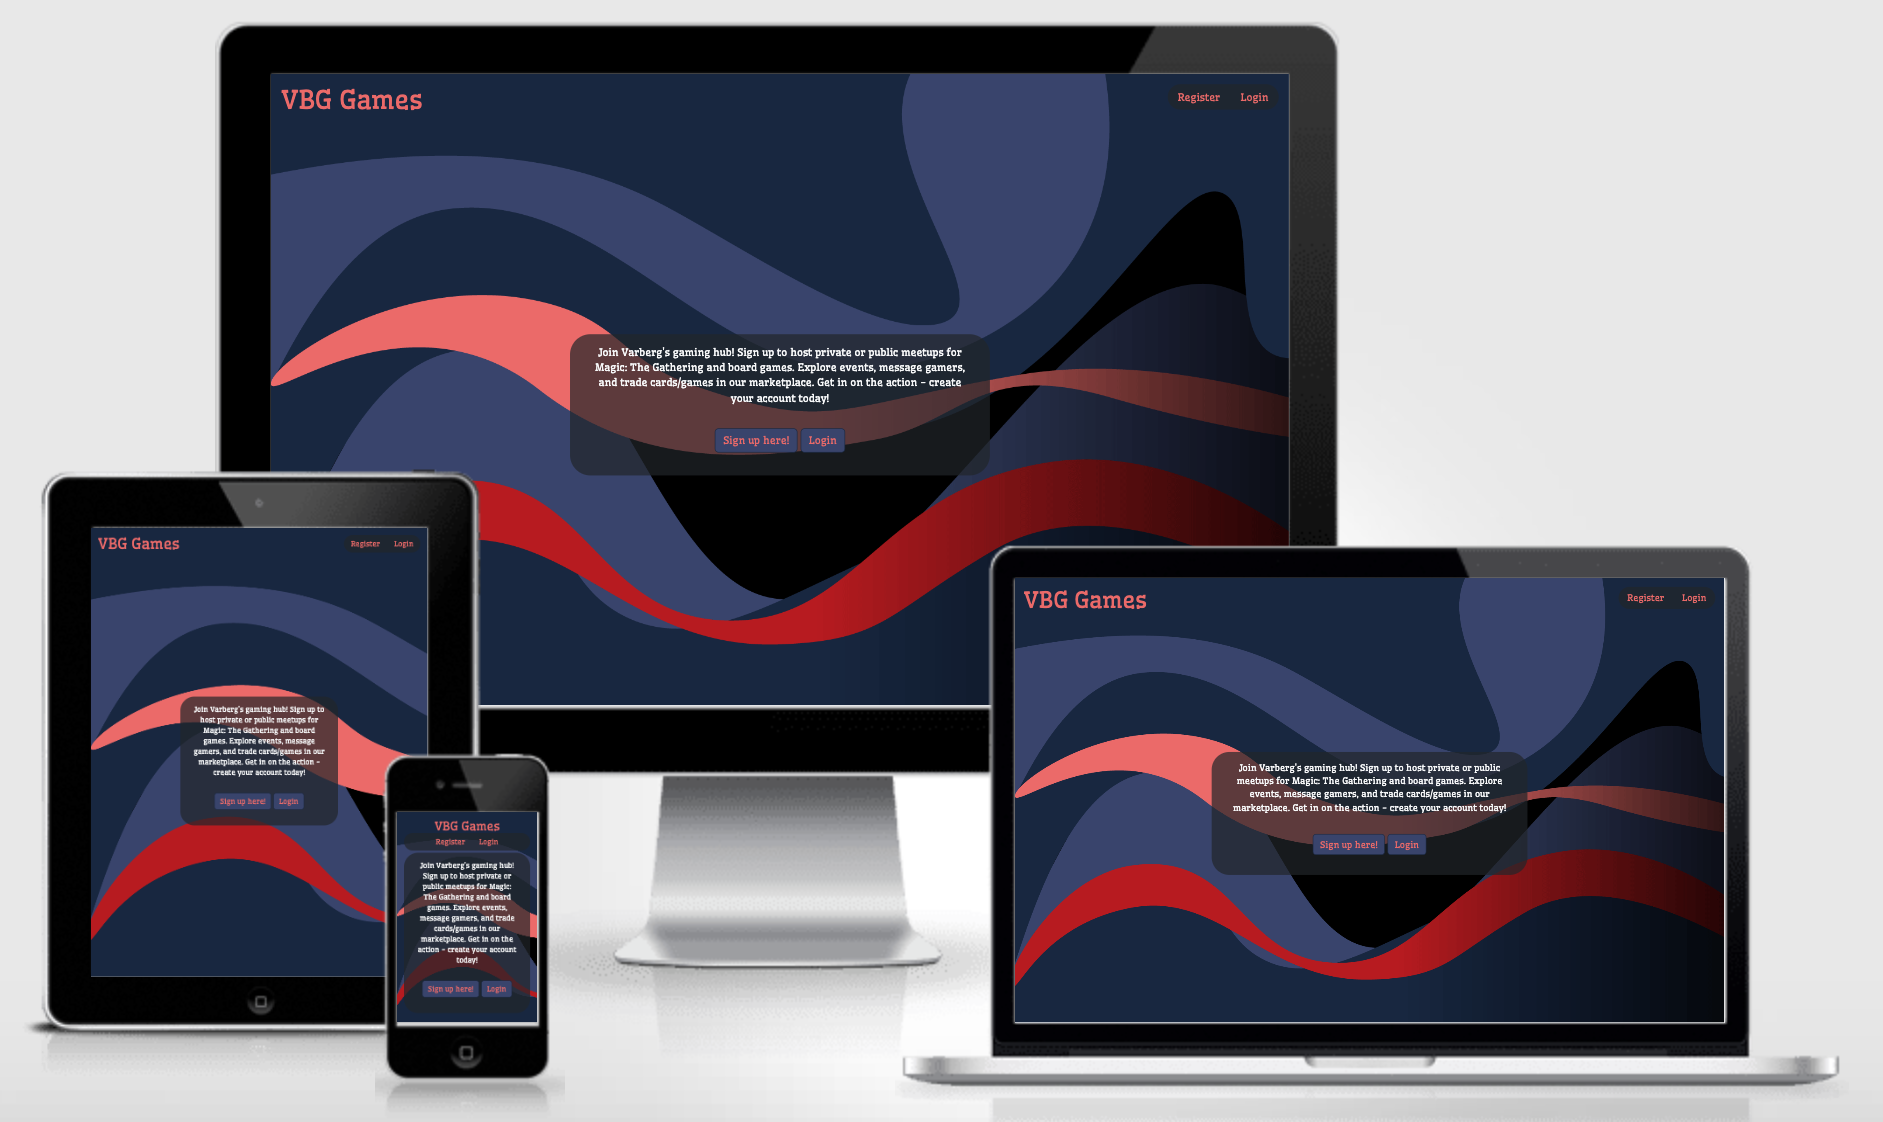 VBG Games
Register Login
Join Varberg's gaming hub! Sign up to host private or public meetups for
Magic: The Gathering and board games. Explore events, message gamers,
and trade cards/games in our marketplace. Get in on the action - create
your account today!
Sign up here! Login
VBG Games
Register Login
Join Varberg's gaming hub! Sign up to
host private or public meetups for
Magic: The Gathering and board
games. Explore events, message
gamers, and trade cards/games in our
marketplace. Get in on the action -
create your account today!
Sign up here! Login
VBG Games
Register Login
Join Varberg's gaming hub!
Sign up to host private or
public meetups for Magic:
The Gathering and board
games. Explore events,
message gamers, and trade
cards/games in our
marketplace. Get in on the
action - create your account
today!
Sign up here! Login
VBG Games
Register Login
Join Varberg's gaming hub! Sign up to host private or public
meetups for Magic: The Gathering and board games. Explore
events, message gamers, and trade cards/games in our
marketplace. Get in on the action - create your account today!
Sign up here! Login